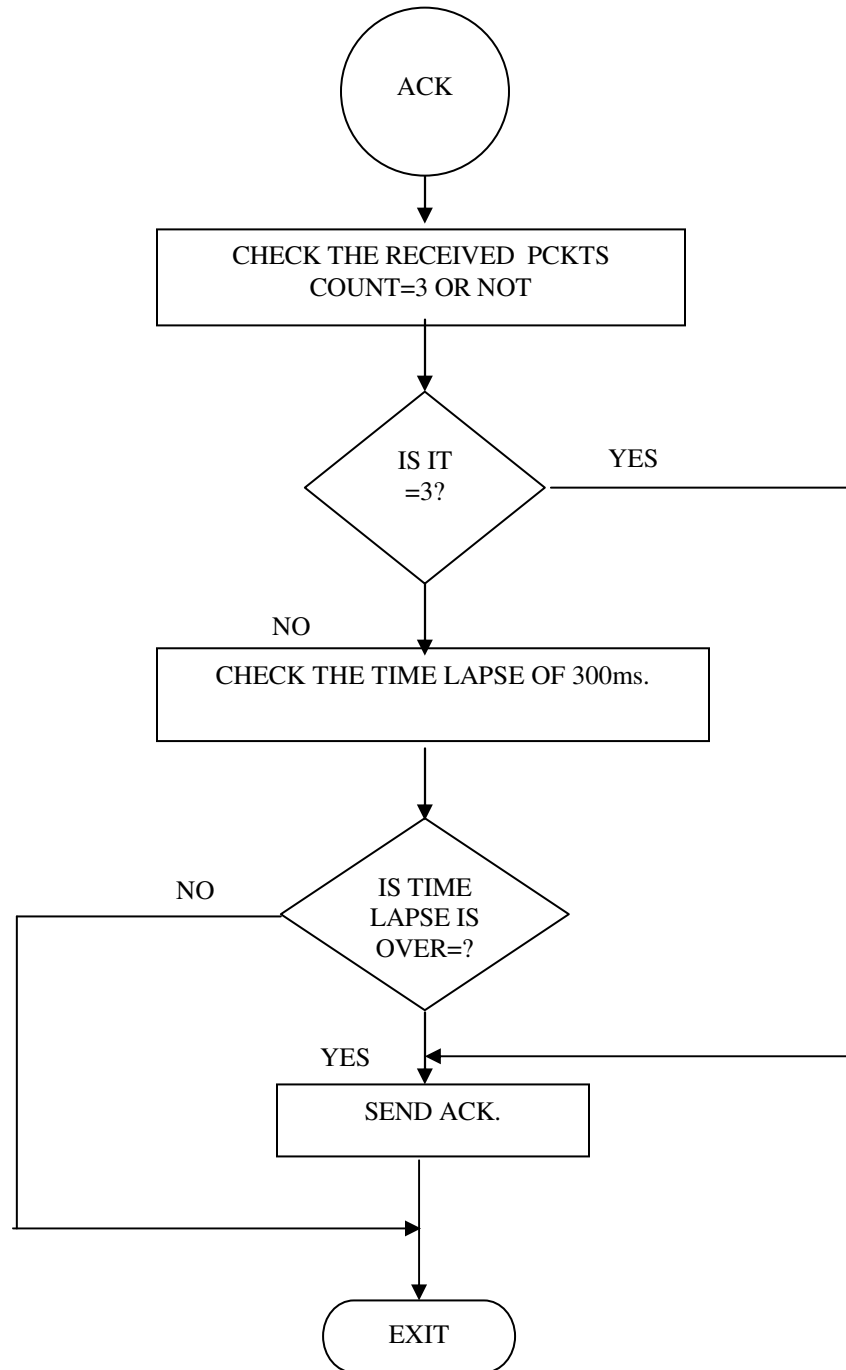 ACK
CHECK THE RECEIVED PCKTS
COUNT=3 OR NOT
IS IT
=3?
YES
NO
CHECK THE TIME LAPSE OF 300ms.
NO
IS TIME
LAPSE IS
OVER=?
YES
SEND ACK.
EXIT